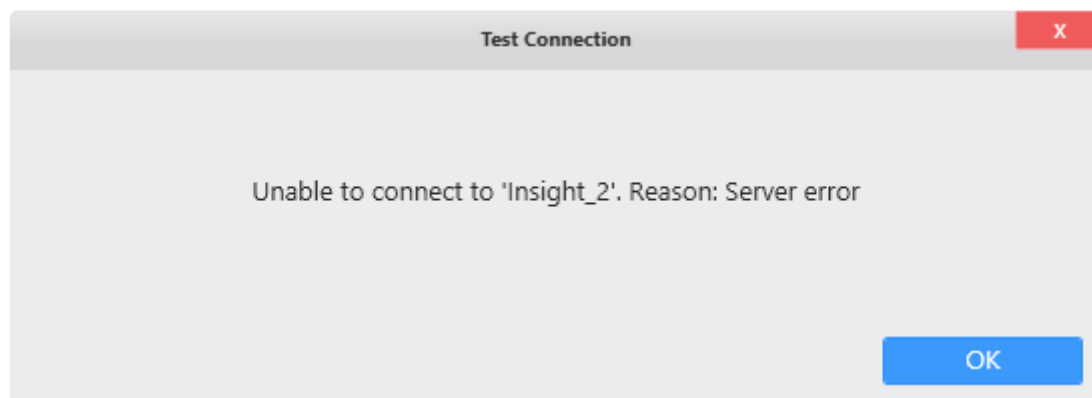 Test Connection
X
Unable to connect to 'Insight_2'. Reason: Server error
OK